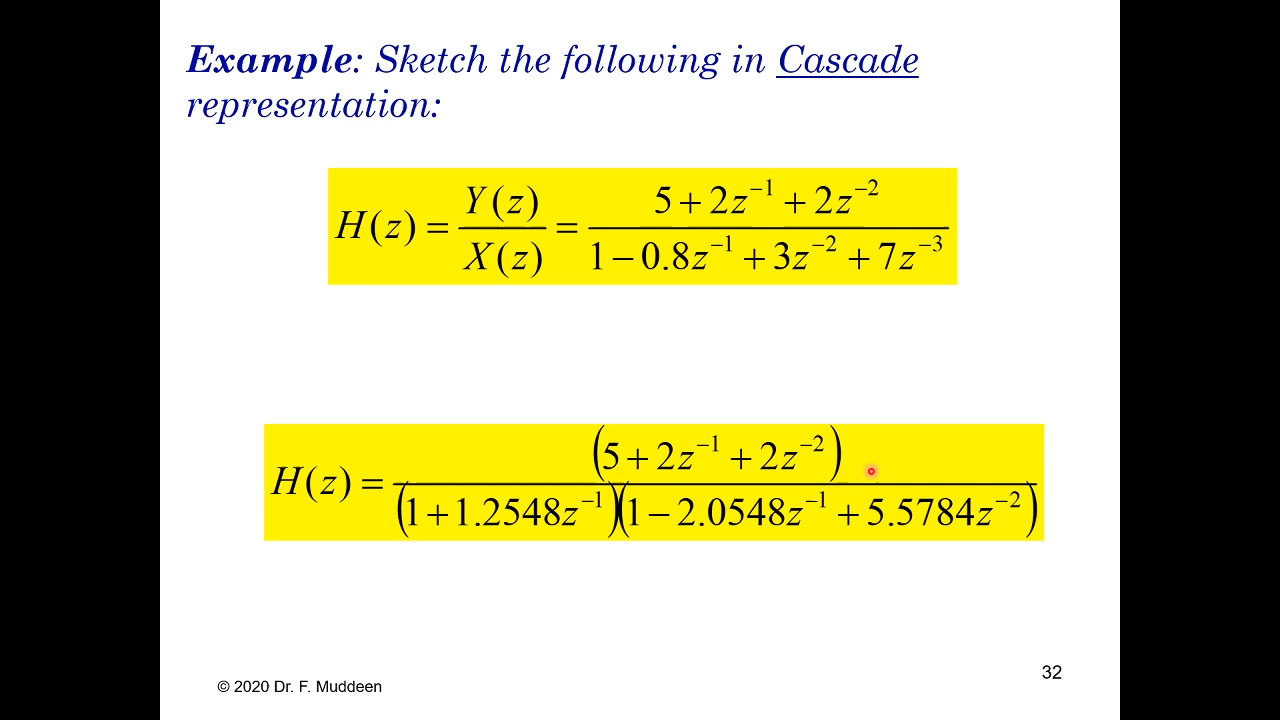 Example: Sketch the following in Cascade
representation:
H(z) = Y(z)/X(z) = (5 + 2z⁻¹ + 2z⁻²)/(1 − 0.8z⁻¹ + 3z⁻² + 7z⁻³)
H(z) = (5 + 2z⁻¹ + 2z⁻²)/((1 + 1.2548z⁻¹)(1 − 2.0548z⁻¹ + 5.5784z⁻²))
32
© 2020 Dr. F. Muddeen